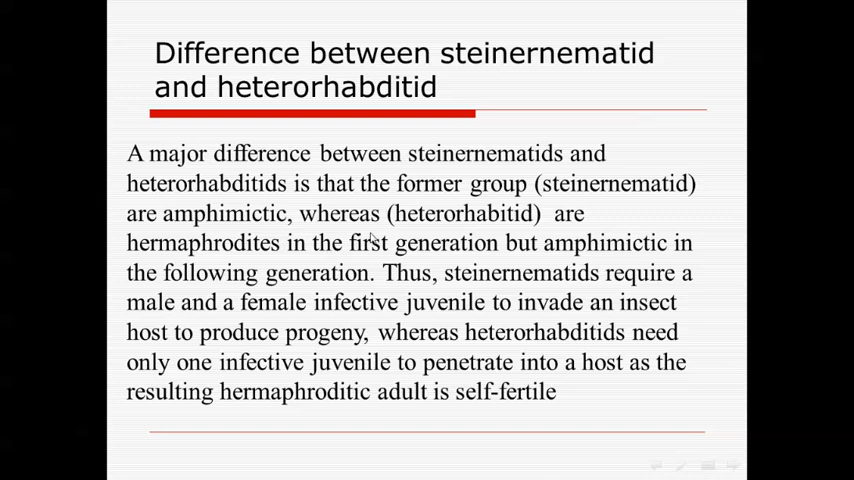 Difference between steinernematid
and heterorhabditid
A major difference between steinernematids and
heterorhabditids is that the former group (steinernematid)
are amphimictic, whereas (heterorhabitid) are
hermaphrodites in the first generation but amphimictic in
the following generation. Thus, steinernematids require a
male and a female infective juvenile to invade an insect
host to produce progeny, whereas heterorhabditids need
only one infective juvenile to penetrate into a host as the
resulting hermaphroditic adult is self-fertile